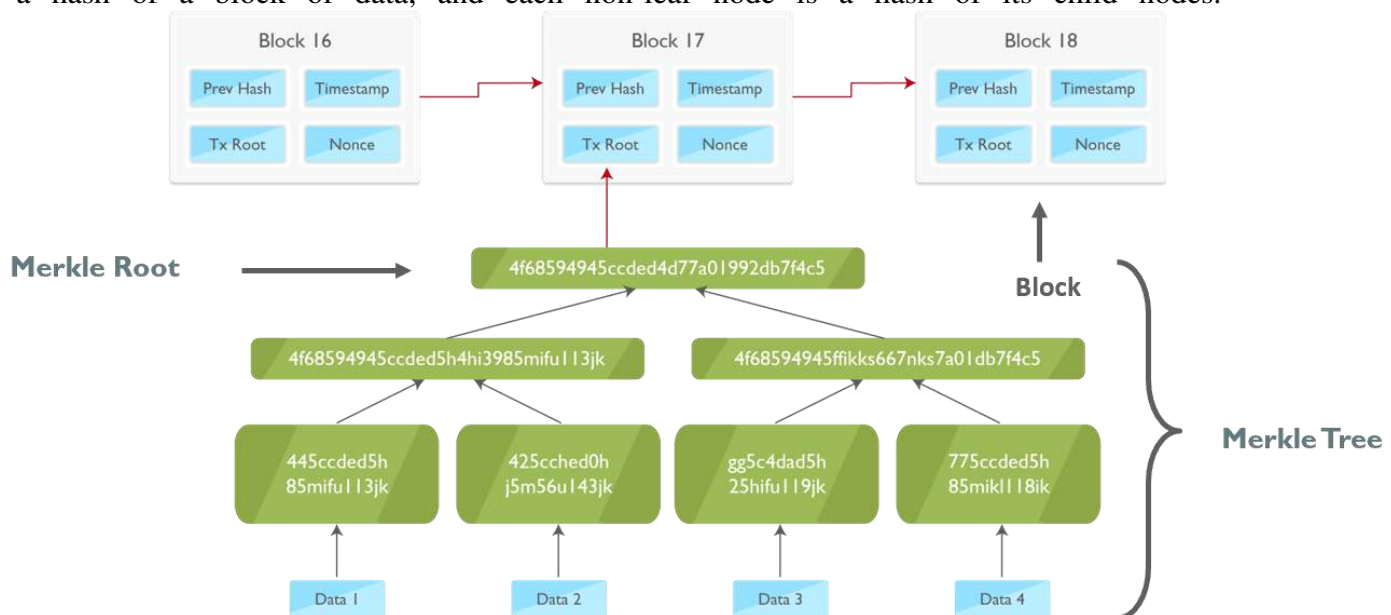 a hash of a block of data, and each non-leaf node is a hash of its child nodes.
Block 16
Block 17
Block 18
Prev Hash
Timestamp
Prev Hash
Timestamp
Prev Hash
Timestamp
Tx Root
Nonce
Tx Root
Nonce
Tx Root
Nonce
Merkle Root
4f68594945ccded4d77a01992db7f4c5
Block
4f68594945ccded5h4hi3985mifu113jk
4f68594945ffikks667nks7a01db7f4c5
Merkle Tree
445ccded5h
85mifu113jk
425cched0h
j5m56u143jk
gg5c4dad5h
25hifu119jk
775ccded5h
85mikl118ik
Data 1
Data 2
Data 3
Data 4